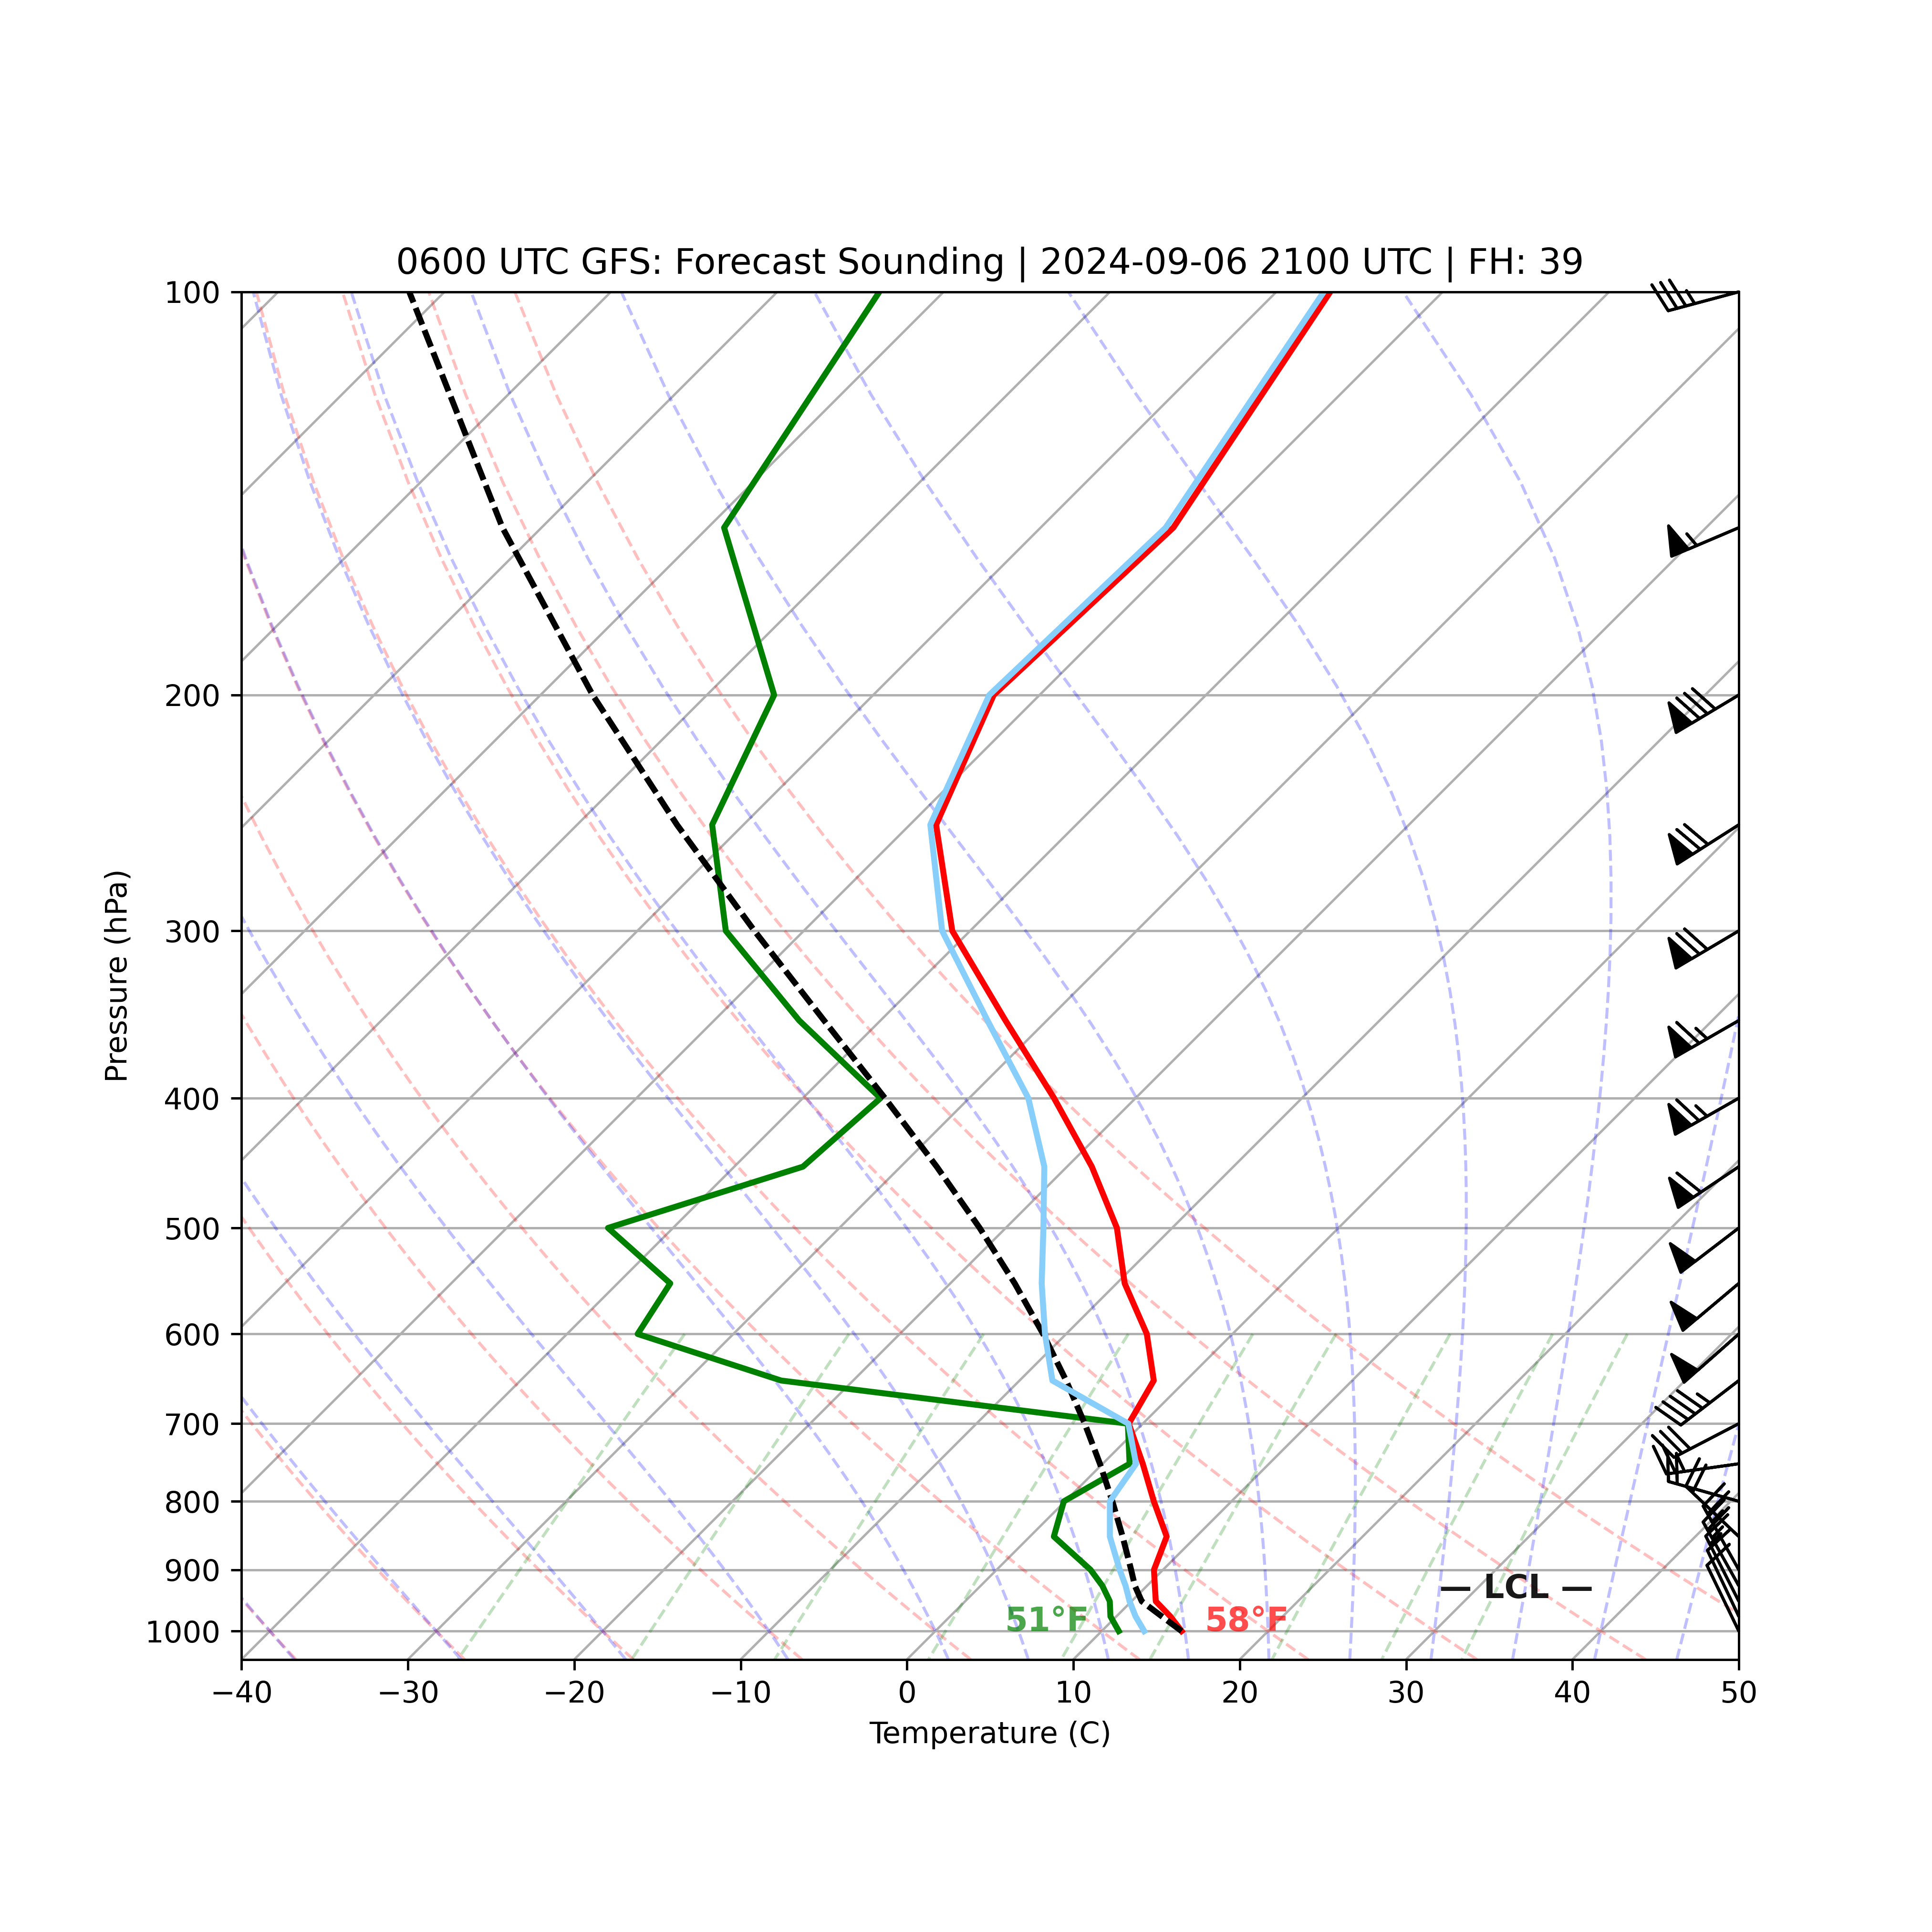 0600 UTC GFS: Forecast Sounding | 2024-09-06 2100 UTC | FH: 39
100
200
300
400
500
600
700
800
900
1000
Pressure (hPa)
— LCL —
51°F
58°F
−40 −30 −20 −10 0 10 20 30 40 50
Temperature (C)